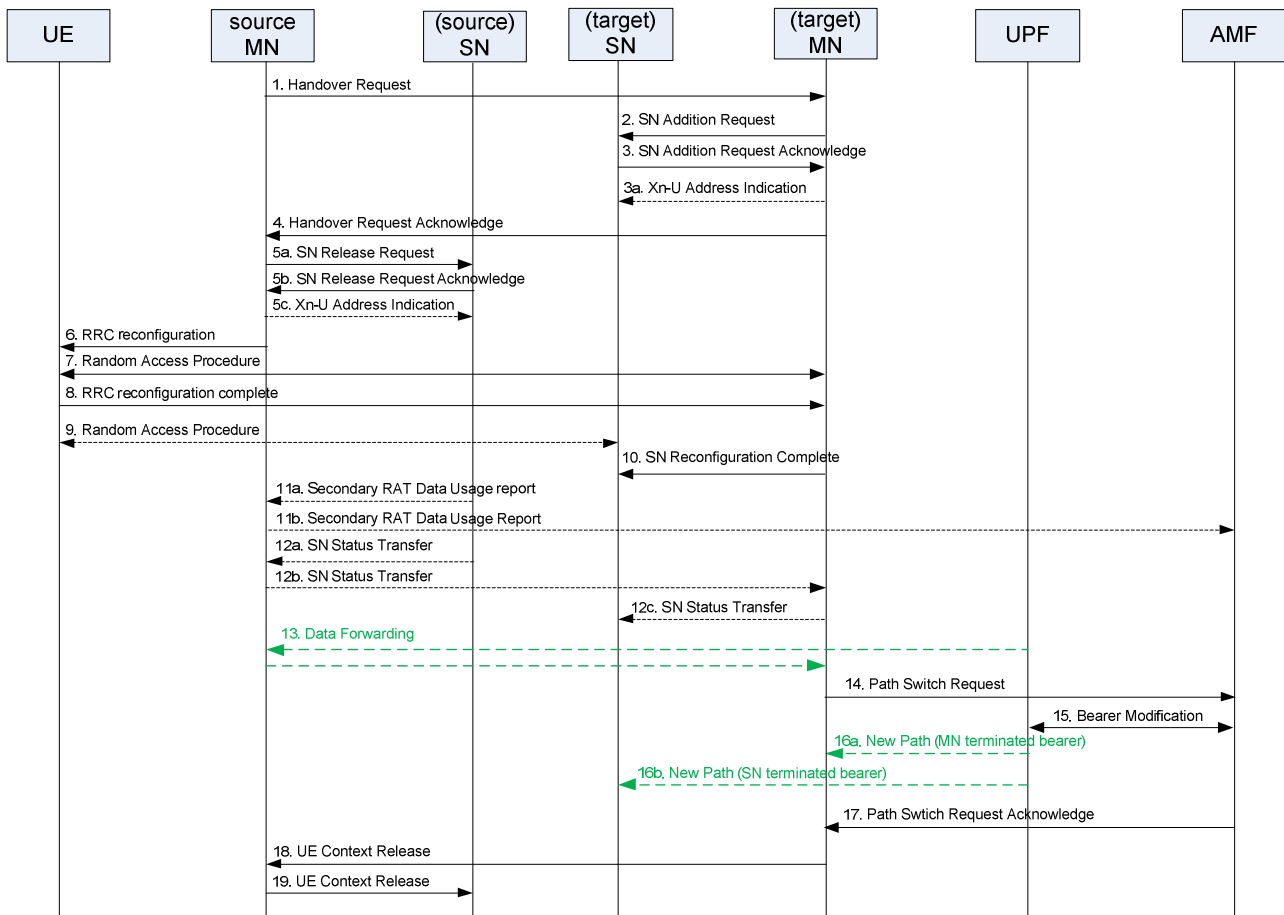 UE
source
MN
(source)
SN
(target)
SN
(target)
MN
UPF
AMF
1. Handover Request
2. SN Addition Request
3. SN Addition Request Acknowledge
3a. Xn-U Address Indication
4. Handover Request Acknowledge
5a. SN Release Request
5b. SN Release Request Acknowledge
5c. Xn-U Address Indication
6. RRC reconfiguration
7. Random Access Procedure
8. RRC reconfiguration complete
9. Random Access Procedure
10. SN Reconfiguration Complete
11a. Secondary RAT Data Usage report
11b. Secondary RAT Data Usage Report
12a. SN Status Transfer
12b. SN Status Transfer
12c. SN Status Transfer
13. Data Forwarding
14. Path Switch Request
15. Bearer Modification
16a. New Path (MN terminated bearer)
16b. New Path (SN terminated bearer)
17. Path Swtich Request Acknowledge
18. UE Context Release
19. UE Context Release